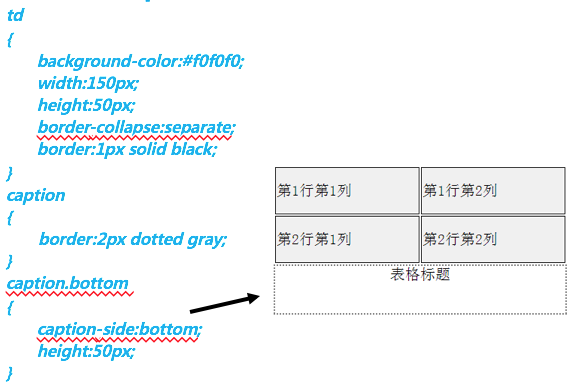 td
{
background-color:#f0f0f0;
width:150px;
height:50px;
border-collapse:separate;
border:1px solid black;
}
caption
{
border:2px dotted gray;
}
caption.bottom
{
caption-side:bottom;
height:50px;
}
第1行第1列 第1行第2列
第2行第1列 第2行第2列
表格标题